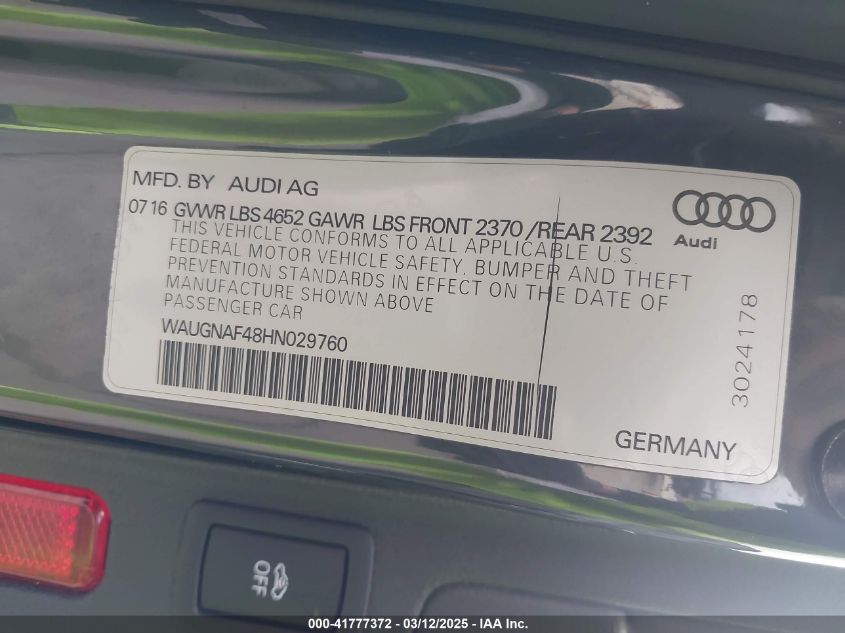 MFD. BY AUDI AG
07 16 GVWR LBS 4652 GAWR LBS FRONT 2370 / REAR 2392
THIS VEHICLE CONFORMS TO ALL APPLICABLE U.S.
FEDERAL MOTOR VEHICLE SAFETY, BUMPER AND THEFT
PREVENTION STANDARDS IN EFFECT ON THE DATE OF
MANUFACTURE SHOWN ABOVE
PASSENGER CAR
WAUGNAF48HN029760
Audi
3024178
GERMANY
OFF
000-41777372 - 03/12/2025 - IAA Inc.